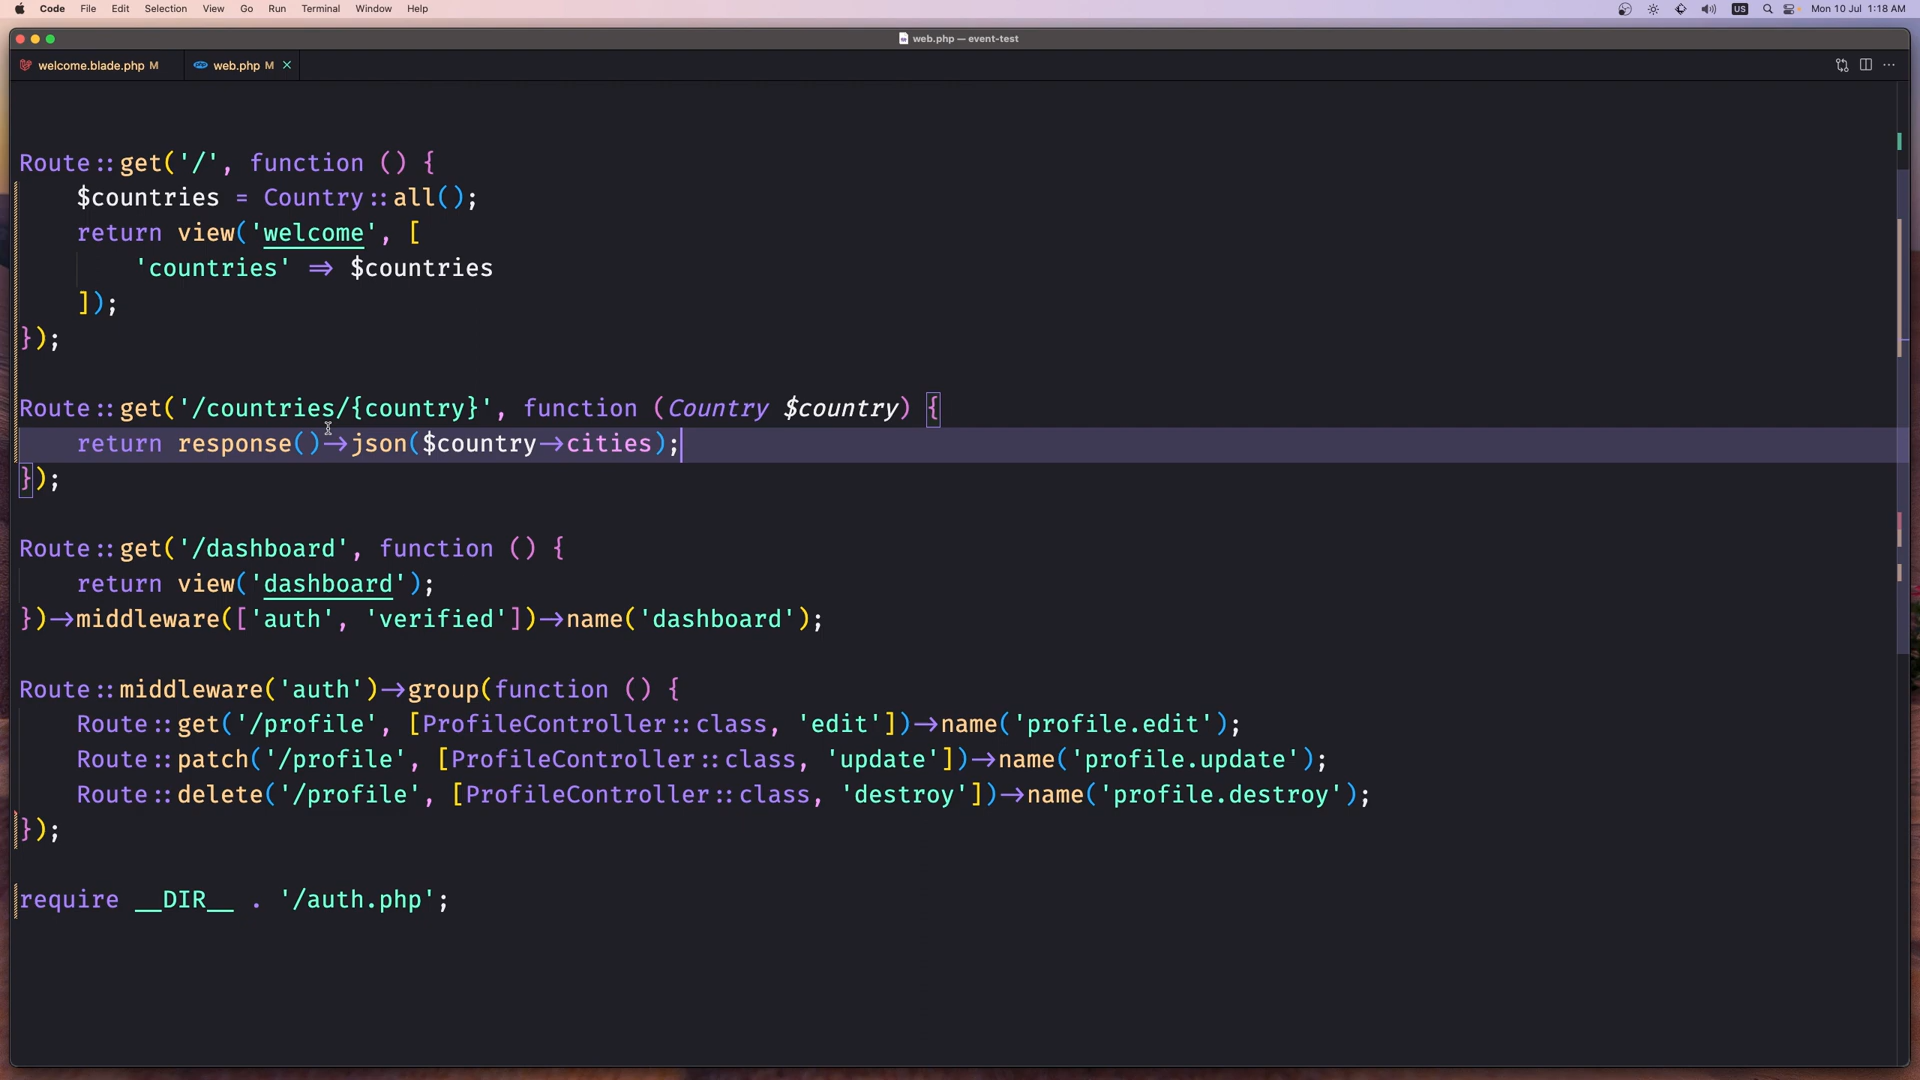 Code File Edit Selection View Go Run Terminal Window Help US Mon 10 Jul 1:18 AM
web.php — event-test
welcome.blade.php M web.php M
Route::get('/', function () {
$countries = Country::all();
return view('welcome', [
'countries' => $countries
]);
});
Route::get('/countries/{country}', function (Country $country) {
return response()->json($country->cities);
});
Route::get('/dashboard', function () {
return view('dashboard');
})->middleware(['auth', 'verified'])->name('dashboard');
Route::middleware('auth')->group(function () {
Route::get('/profile', [ProfileController::class, 'edit'])->name('profile.edit');
Route::patch('/profile', [ProfileController::class, 'update'])->name('profile.update');
Route::delete('/profile', [ProfileController::class, 'destroy'])->name('profile.destroy');
});
require __DIR__ . '/auth.php';